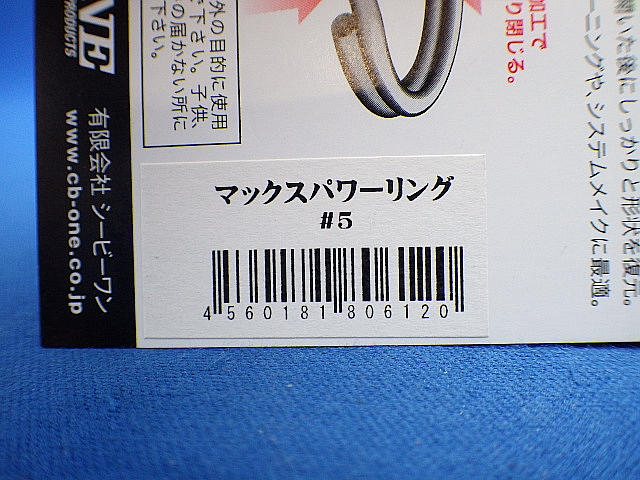 マックスパワーリング
#5
4560181806120
有限会社 シービーワン
www.cb-one.co.jp
NE
PRODUCTS
外の目的に使用
下さい。子供、
の届かない所に
下さい。
加工で
り閉じる。
開いた後にしっかりと形状を復元。
ーニングや、システムメイクに最適。